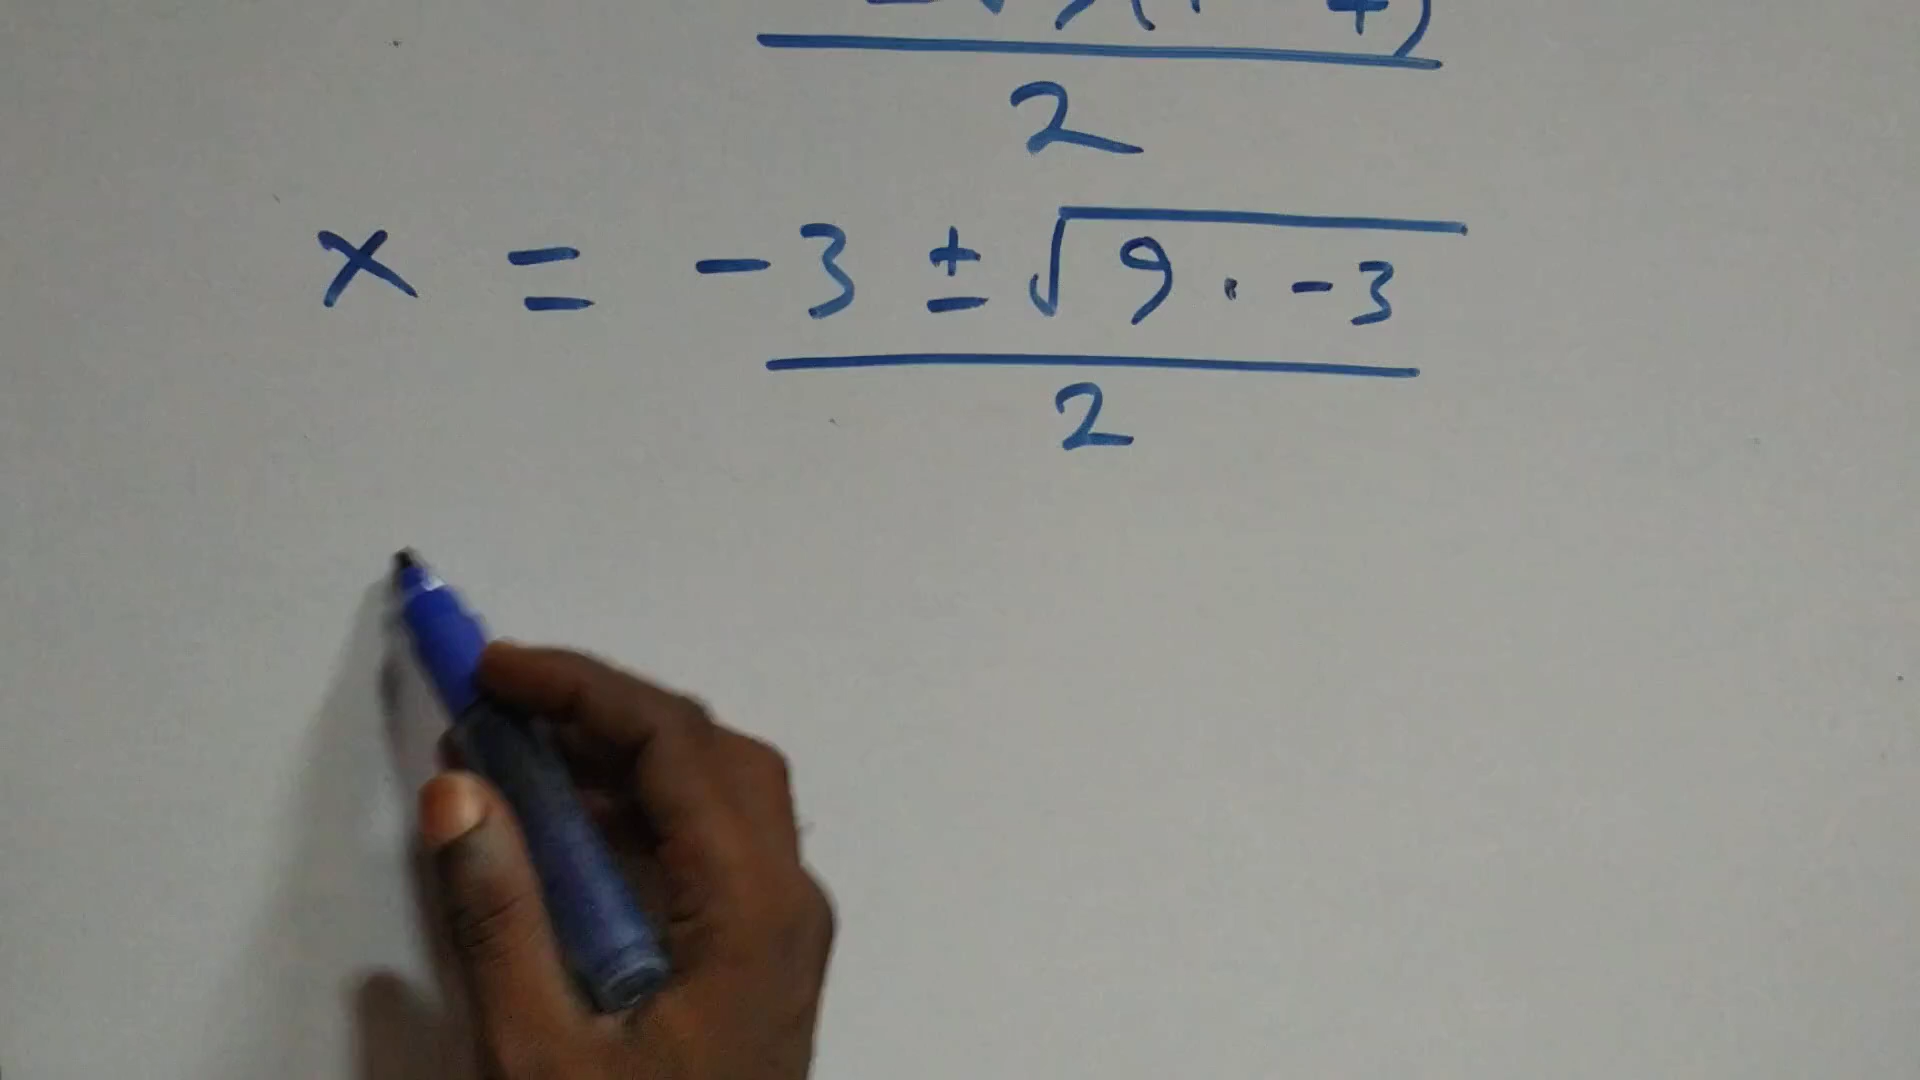 2
x = -3 ± √9 · -3
2